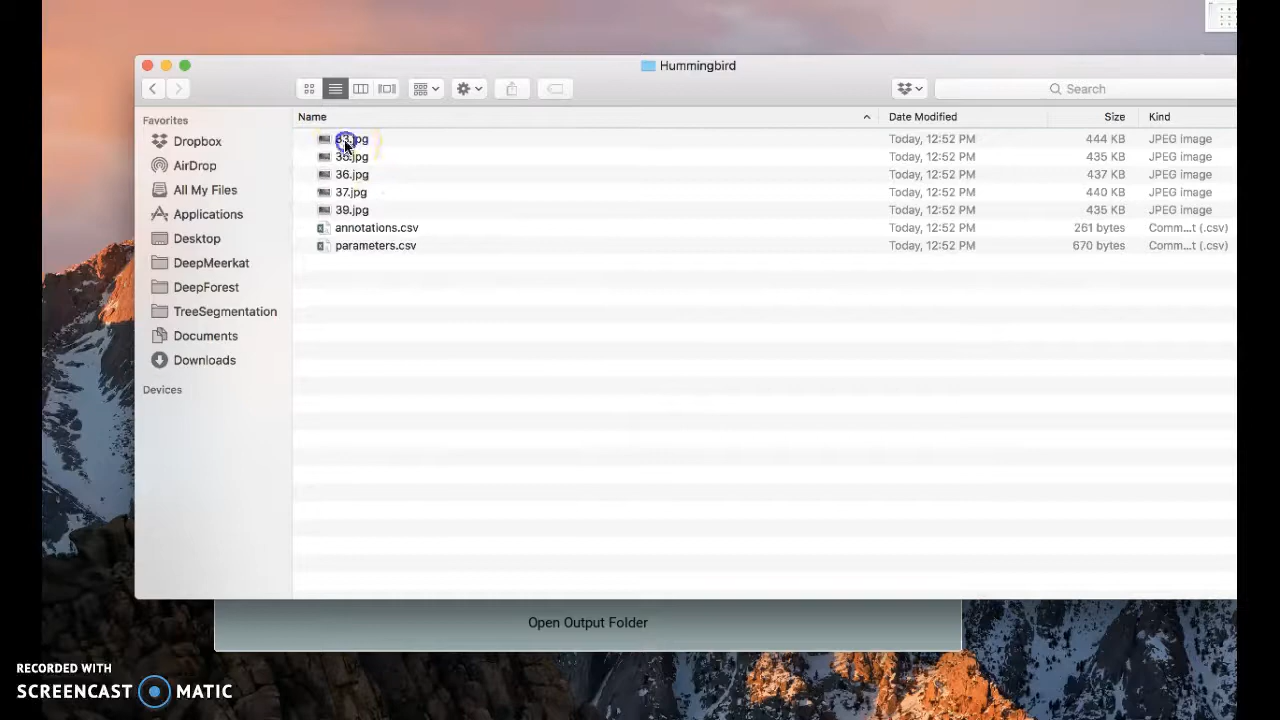 Hummingbird
Search
Favorites
Dropbox
AirDrop
All My Files
Applications
Desktop
DeepMeerkat
DeepForest
TreeSegmentation
Documents
Downloads
Devices
Name Date Modified Size Kind
Today, 12:52 PM 444 KB JPEG image
35.jpg Today, 12:52 PM 435 KB JPEG image
36.jpg Today, 12:52 PM 437 KB JPEG image
37.jpg Today, 12:52 PM 440 KB JPEG image
39.jpg Today, 12:52 PM 435 KB JPEG image
annotations.csv Today, 12:52 PM 261 bytes Comm...t (.csv)
parameters.csv Today, 12:52 PM 670 bytes Comm...t (.csv)
Open Output Folder
RECORDED WITH
SCREENCAST MATIC